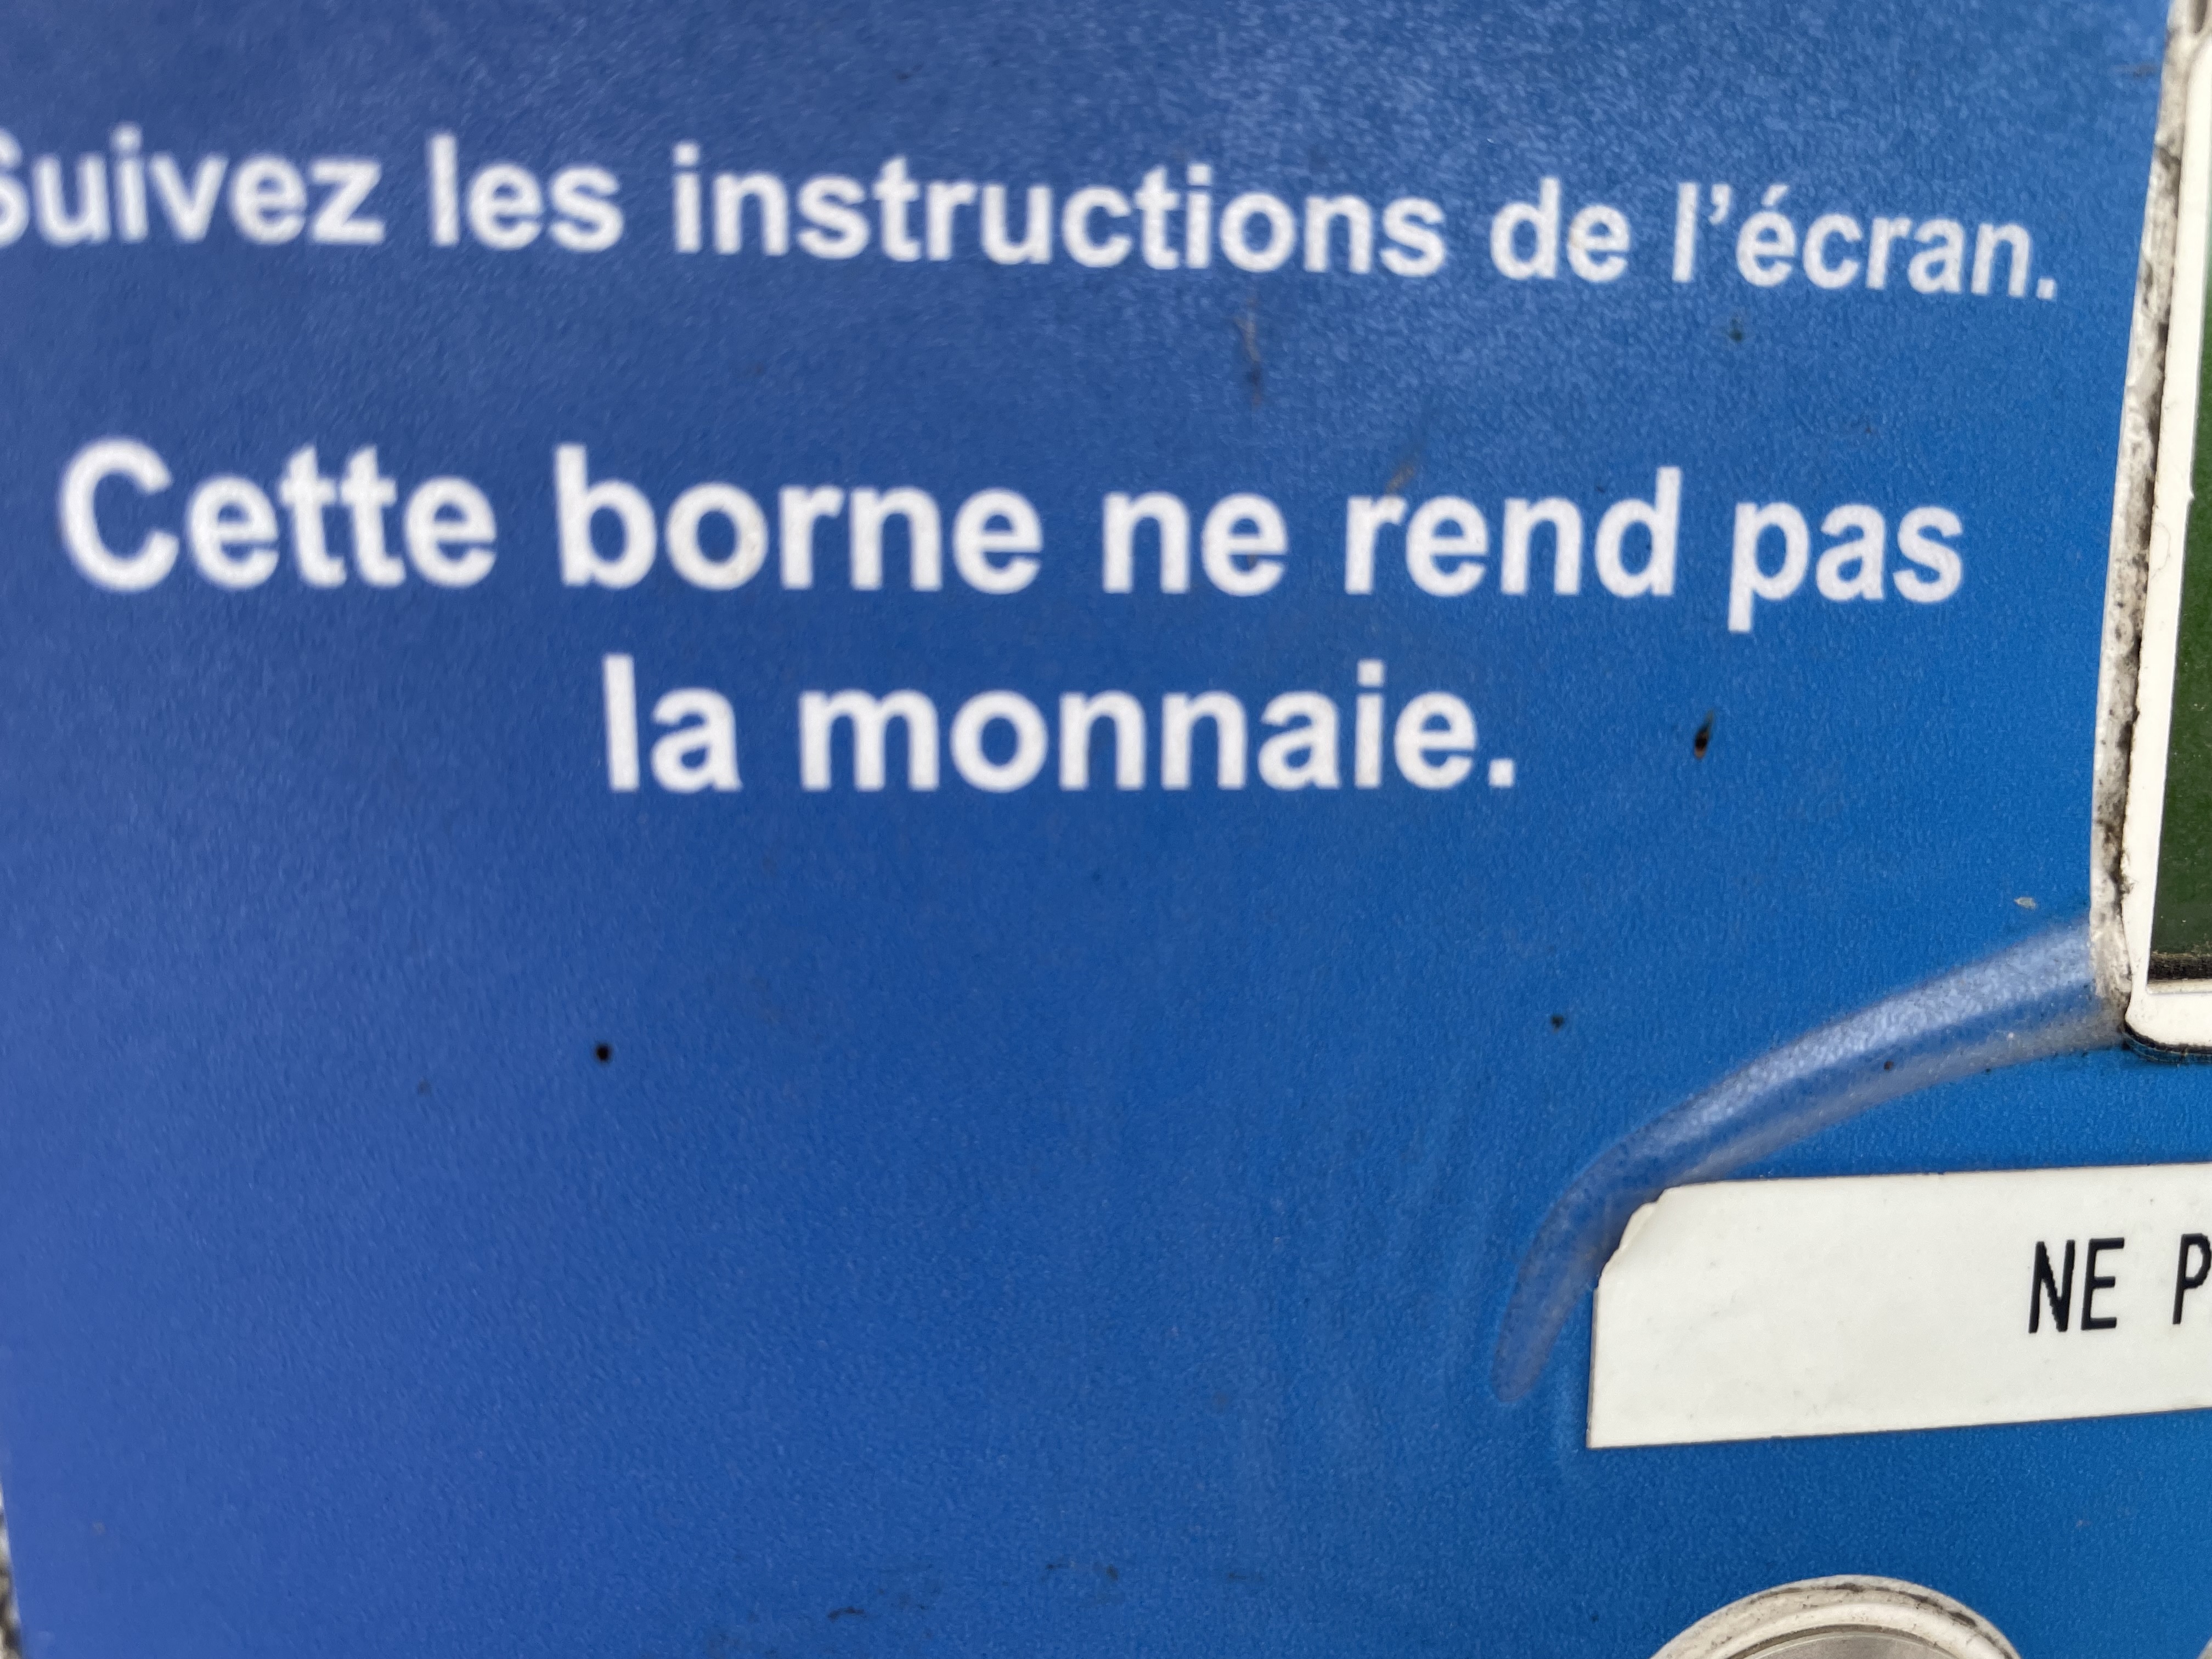 Suivez les instructions de l’écran.
Cette borne ne rend pas
la monnaie.
NE